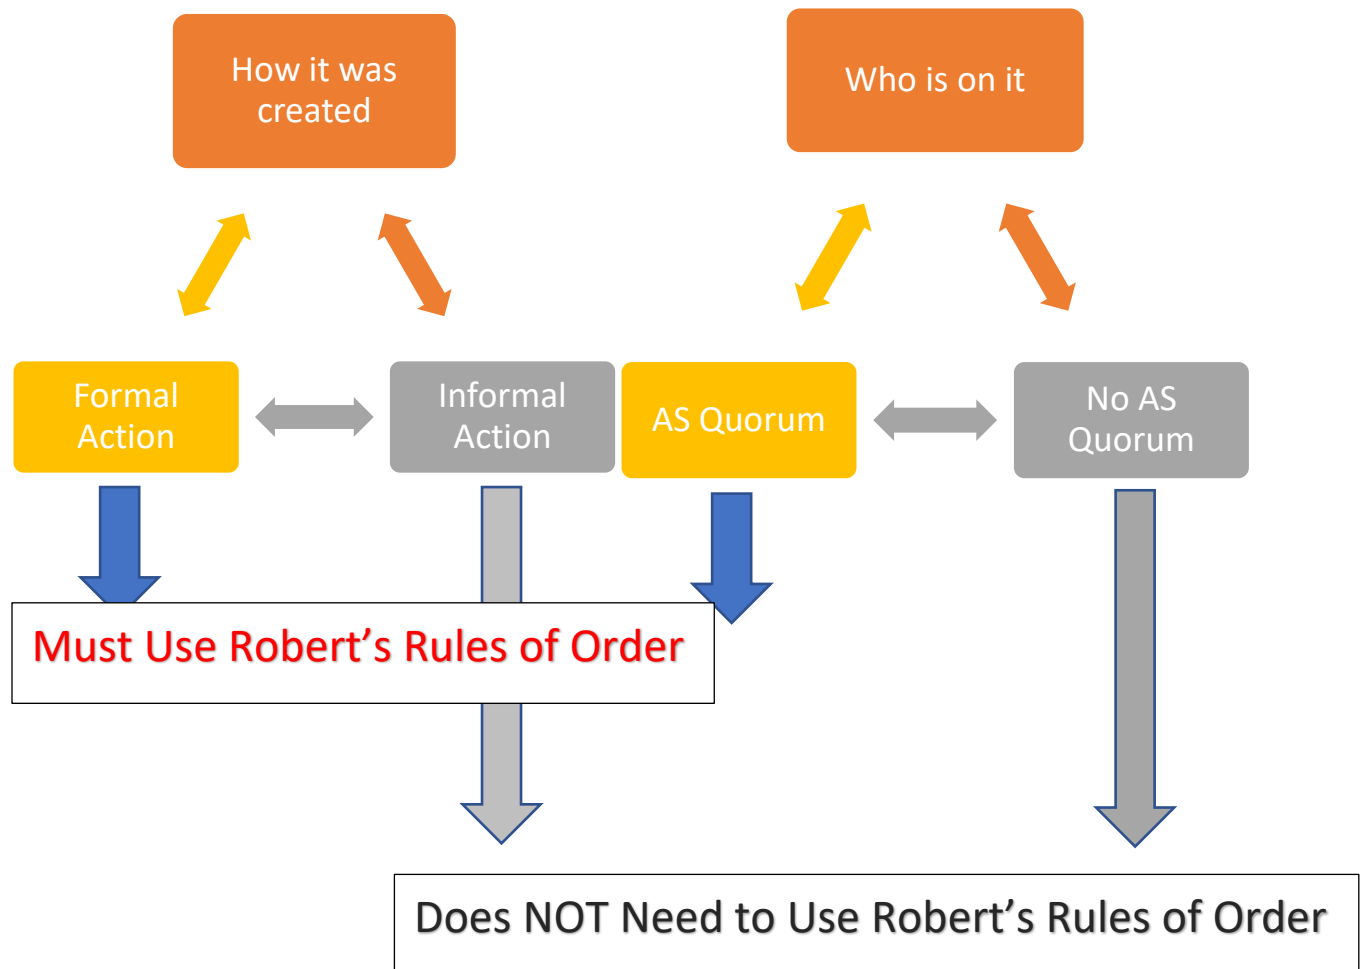 How it was
created
Who is on it
Formal
Action
Informal
Action
AS Quorum
No AS
Quorum
Must Use Robert’s Rules of Order
Does NOT Need to Use Robert’s Rules of Order